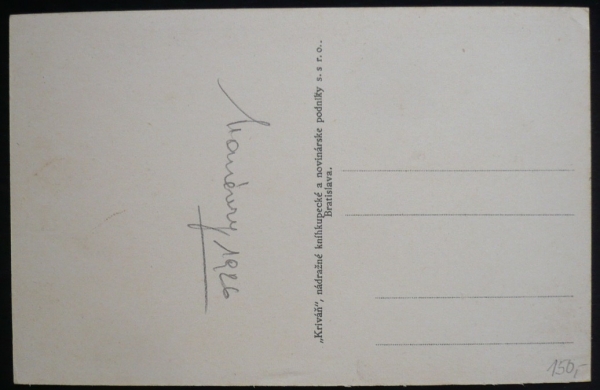 1926
„Kriváň", nádražné kníhkupecké a novinárske podniky s. s r. o.,
Bratislava.
150,-